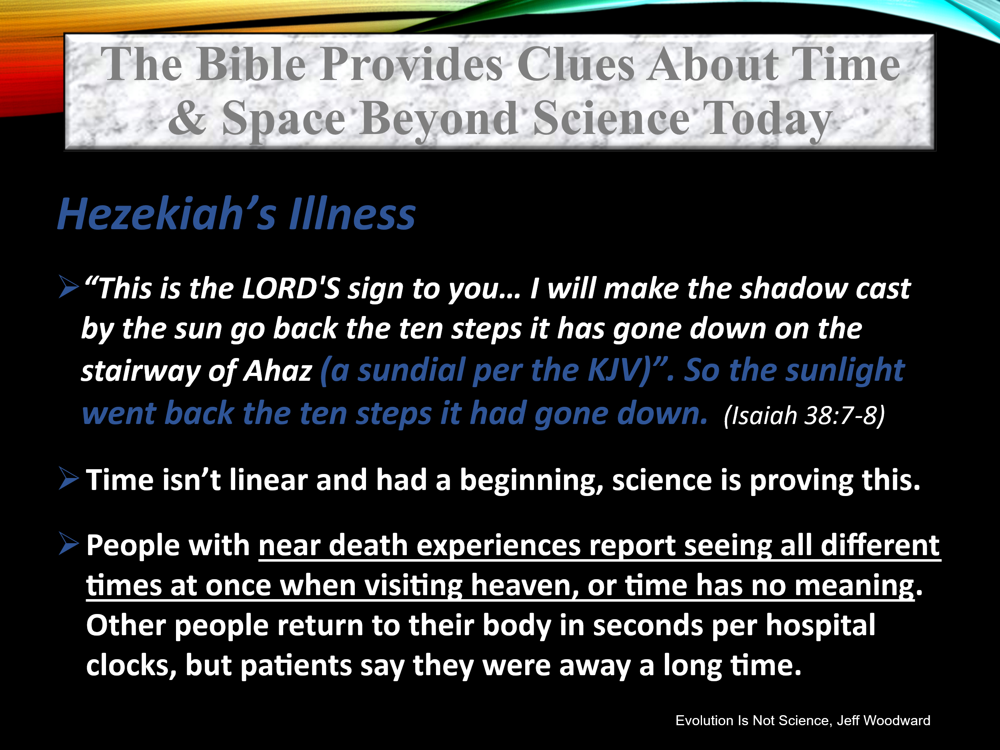 The Bible Provides Clues About Time
& Space Beyond Science Today
Hezekiah’s Illness
“This is the LORD'S sign to you… I will make the shadow cast
by the sun go back the ten steps it has gone down on the
stairway of Ahaz (a sundial per the KJV)”. So the sunlight
went back the ten steps it had gone down. (Isaiah 38:7-8)
Time isn’t linear and had a beginning, science is proving this.
People with near death experiences report seeing all different
times at once when visiting heaven, or time has no meaning.
Other people return to their body in seconds per hospital
clocks, but patients say they were away a long time.
Evolution Is Not Science, Jeff Woodward